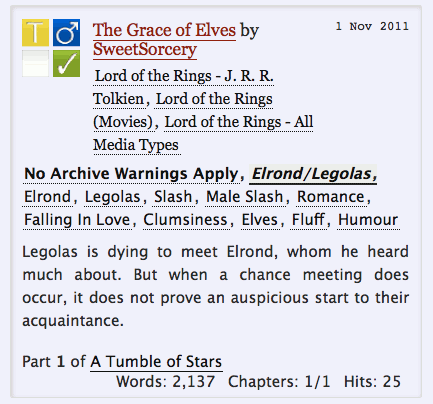 T
The Grace of Elves by
SweetSorcery
1 Nov 2011
Lord of the Rings - J. R. R.
Tolkien, Lord of the Rings
(Movies), Lord of the Rings - All
Media Types
No Archive Warnings Apply, Elrond/Legolas,
Elrond, Legolas, Slash, Male Slash, Romance,
Falling In Love, Clumsiness, Elves, Fluff, Humour
Legolas is dying to meet Elrond, whom he heard
much about. But when a chance meeting does
occur, it does not prove an auspicious start to their
acquaintance.
Part 1 of A Tumble of Stars
Words: 2,137 Chapters: 1/1 Hits: 25